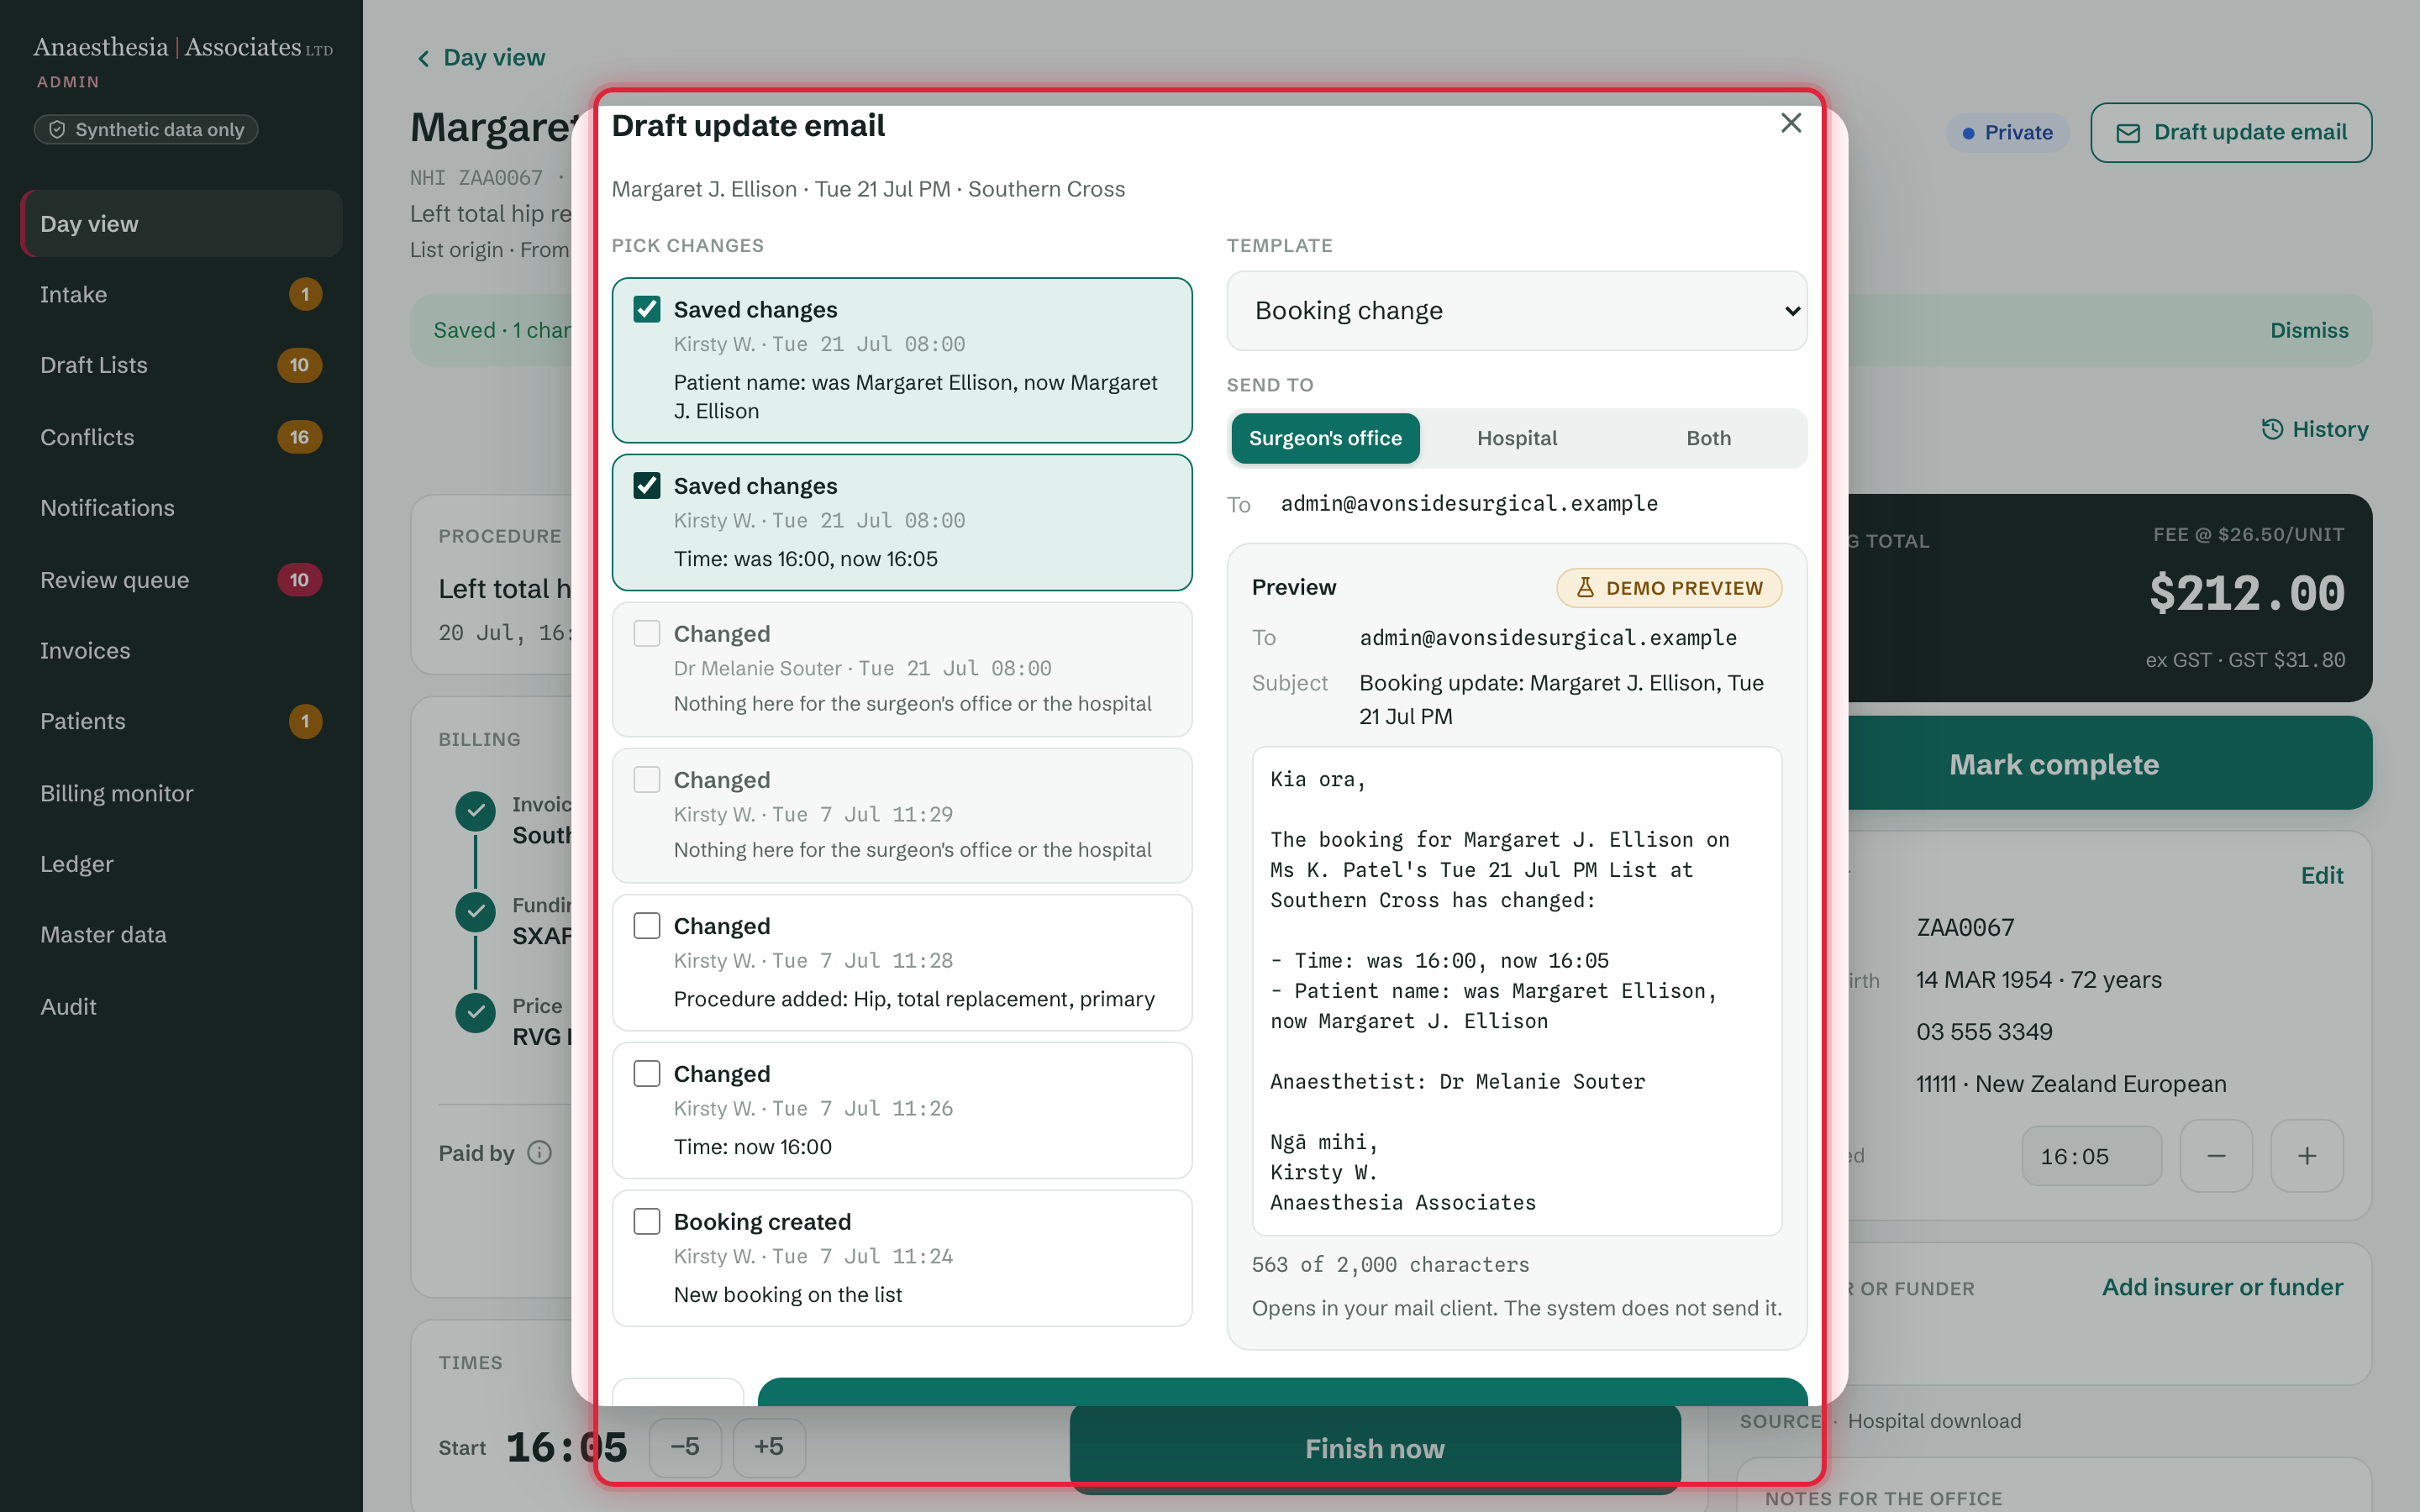 Anaesthesia | Associates LTD
ADMIN
Synthetic data only
Day view
Intake 1
Draft Lists 10
Conflicts 16
Notifications
Review queue 10
Invoices
Patients 1
Billing monitor
Ledger
Master data
Audit
Day view
Margaret
NHI ZAA0067 ·
Left total hip re
List origin · From
Private
Draft update email
Saved · 1 chan
Dismiss
History
PROCEDURE
Left total h
20 Jul, 16:
BILLING
Invoic
South
Fundin
SXAP
Price
RVG
Paid by
TIMES
Start 16:05 −5 +5
Finish now
Draft update email
Margaret J. Ellison · Tue 21 Jul PM · Southern Cross
PICK CHANGES
Saved changes
Kirsty W. · Tue 21 Jul 08:00
Patient name: was Margaret Ellison, now Margaret
J. Ellison
Saved changes
Kirsty W. · Tue 21 Jul 08:00
Time: was 16:00, now 16:05
Changed
Dr Melanie Souter · Tue 21 Jul 08:00
Nothing here for the surgeon's office or the hospital
Changed
Kirsty W. · Tue 7 Jul 11:29
Nothing here for the surgeon's office or the hospital
Changed
Kirsty W. · Tue 7 Jul 11:28
Procedure added: Hip, total replacement, primary
Changed
Kirsty W. · Tue 7 Jul 11:26
Time: now 16:00
Booking created
Kirsty W. · Tue 7 Jul 11:24
New booking on the list
TEMPLATE
Booking change
SEND TO
Surgeon's office Hospital Both
To admin@avonsidesurgical.example
Preview DEMO PREVIEW
To admin@avonsidesurgical.example
Subject Booking update: Margaret J. Ellison, Tue
21 Jul PM
Kia ora,
The booking for Margaret J. Ellison on
Ms K. Patel's Tue 21 Jul PM List at
Southern Cross has changed:
- Time: was 16:00, now 16:05
- Patient name: was Margaret Ellison,
now Margaret J. Ellison
Anaesthetist: Dr Melanie Souter
Ngā mihi,
Kirsty W.
Anaesthesia Associates
563 of 2,000 characters
Opens in your mail client. The system does not send it.
G TOTAL
FEE @ $26.50/UNIT
$212.00
ex GST · GST $31.80
Mark complete
Edit
ZAA0067
irth 14 MAR 1954 · 72 years
03 555 3349
11111 · New Zealand European
ed 16:05 − +
R OR FUNDER Add insurer or funder
SOURCE · Hospital download
NOTES FOR THE OFFICE